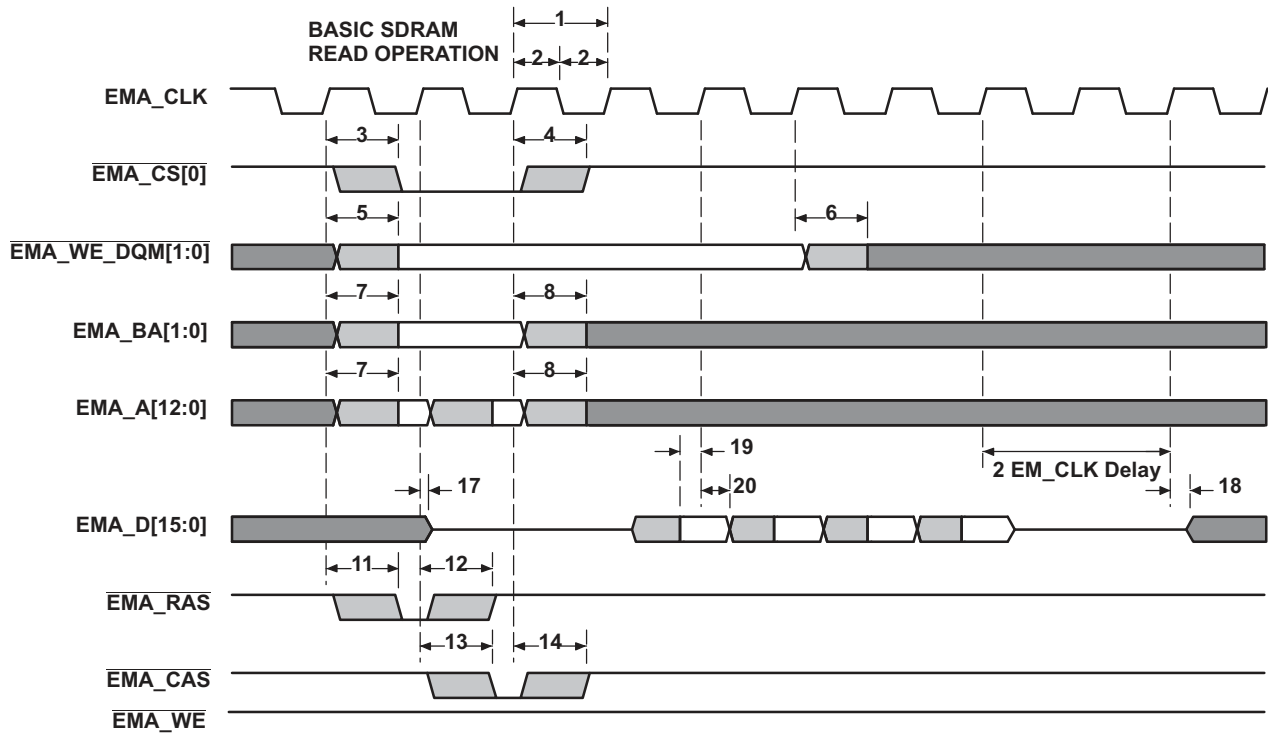 BASIC SDRAM
READ OPERATION
1
2 2
EMA_CLK
3 4
EMA_CS[0]
5 6
EMA_WE_DQM[1:0]
7 8
EMA_BA[1:0]
7 8
EMA_A[12:0]
19
2 EM_CLK Delay
17 20 18
EMA_D[15:0]
11 12
EMA_RAS
13 14
EMA_CAS
EMA_WE